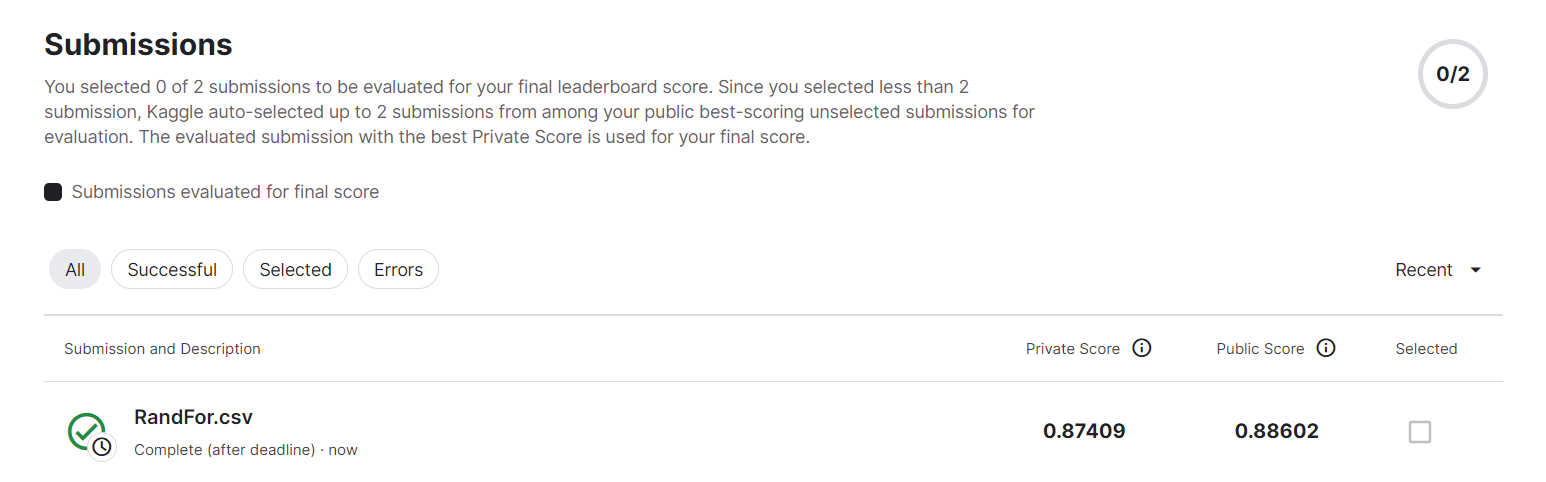 Submissions
You selected 0 of 2 submissions to be evaluated for your final leaderboard score. Since you selected less than 2
submission, Kaggle auto-selected up to 2 submissions from among your public best-scoring unselected submissions for
evaluation. The evaluated submission with the best Private Score is used for your final score.
0/2
Submissions evaluated for final score
All Successful Selected Errors Recent
Submission and Description Private Score Public Score Selected
RandFor.csv
Complete (after deadline) · now
0.87409 0.88602